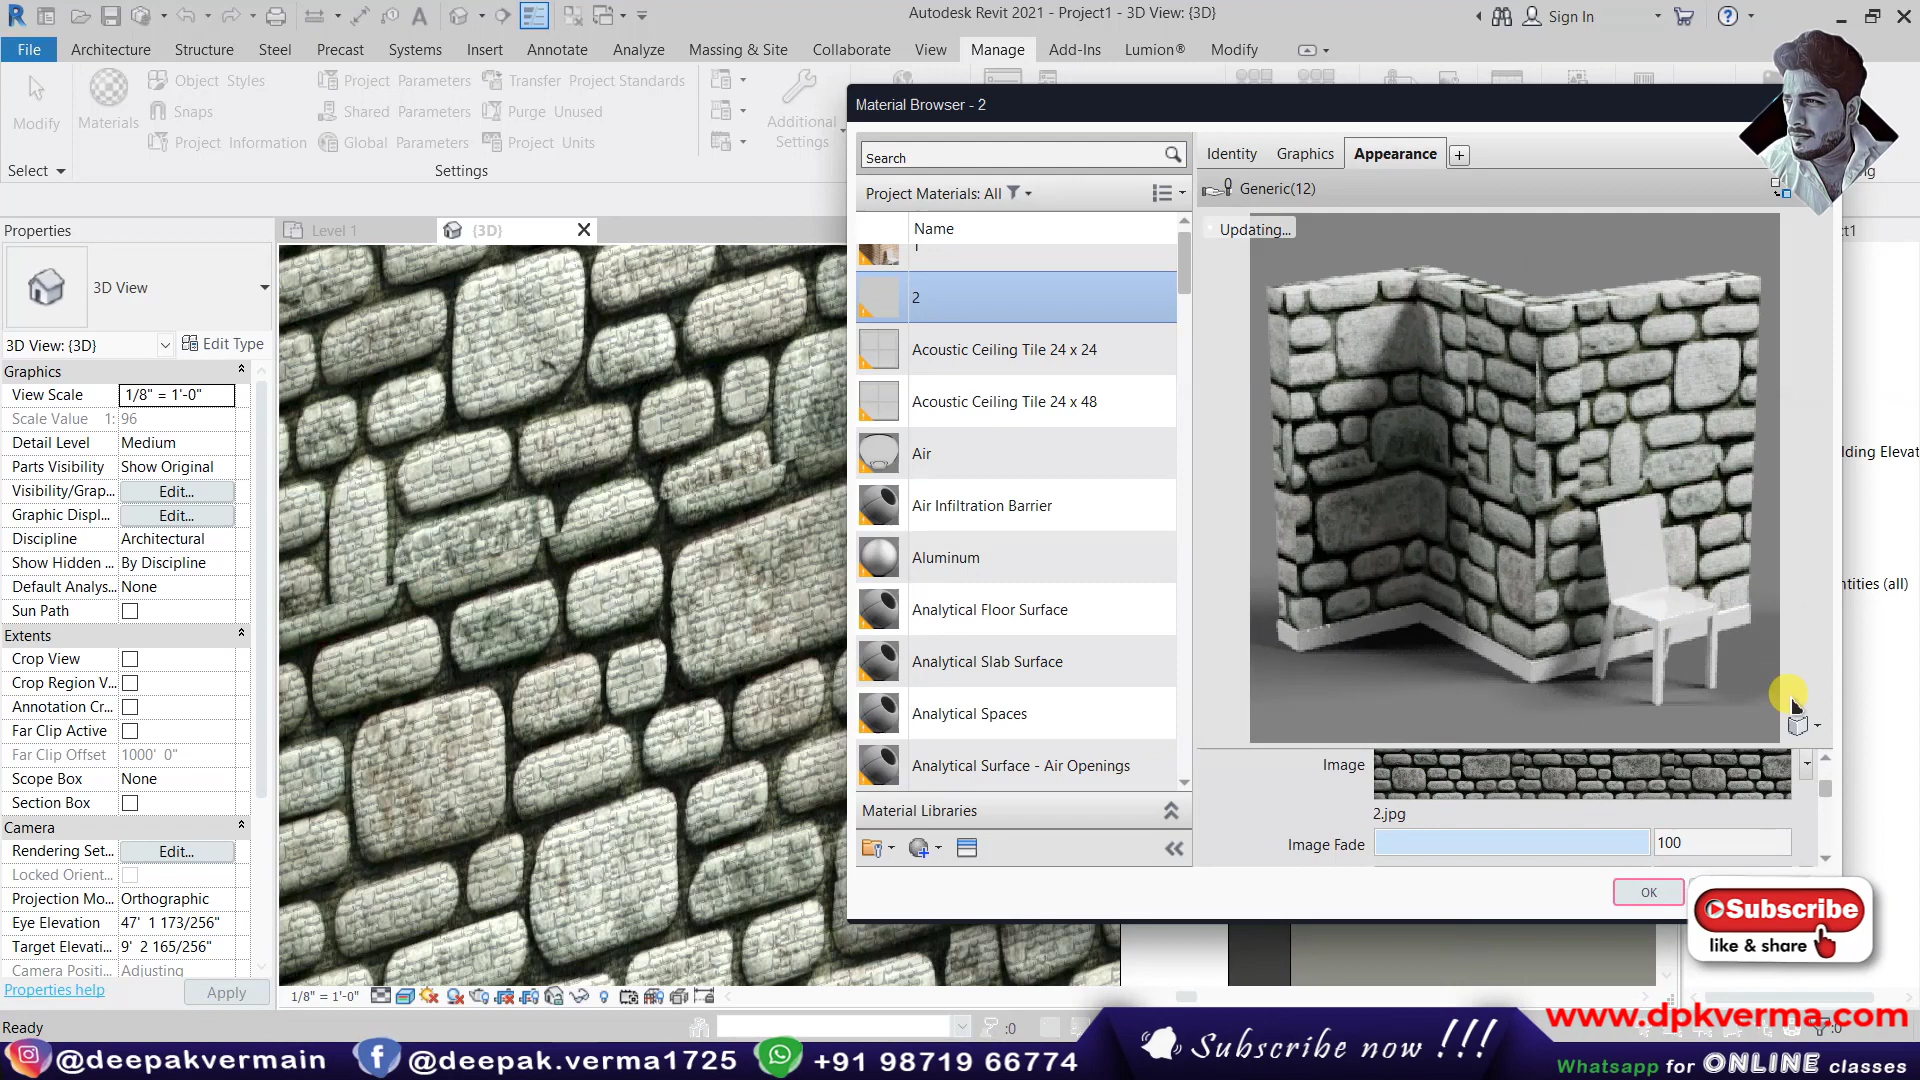 Autodesk Revit 2021 - Project1 - 3D View: {3D}
Sign In
File
Architecture
Structure
Steel
Precast
Systems
Insert
Annotate
Analyze
Massing & Site
Collaborate
View
Manage
Add-Ins
Lumion®
Modify
Modify
Materials
Object Styles
Snaps
Project Information
Project Parameters
Shared Parameters
Global Parameters
Transfer Project Standards
Purge Unused
Project Units
Additional
Settings
Select
Settings
Properties
3D View
3D View: {3D}
Edit Type
Graphics
View Scale 1/8" = 1'-0"
Scale Value 1: 96
Detail Level Medium
Parts Visibility Show Original
Visibility/Grap... Edit...
Graphic Displ... Edit...
Discipline Architectural
Show Hidden ... By Discipline
Default Analys... None
Sun Path
Extents
Crop View
Crop Region V...
Annotation Cr...
Far Clip Active
Far Clip Offset 1000' 0"
Scope Box None
Section Box
Camera
Rendering Set... Edit...
Locked Orient...
Projection Mo... Orthographic
Eye Elevation 47' 1 173/256"
Target Elevati... 9' 2 165/256"
Camera Positi... Adjusting
Properties help
Apply
Level 1
{3D}
Material Browser - 2
Search
Project Materials: All
Name
1
2
Acoustic Ceiling Tile 24 x 24
Acoustic Ceiling Tile 24 x 48
Air
Air Infiltration Barrier
Aluminum
Analytical Floor Surface
Analytical Slab Surface
Analytical Spaces
Analytical Surface - Air Openings
Material Libraries
Identity
Graphics
Appearance
+
Generic(12)
Updating...
Image
2.jpg
Image Fade 100
OK
ct1
lding Elevat
ntities (all)
Subscribe
like & share
1/8" = 1'-0"
Ready
:0
:0
@deepakvermain
@deepak.verma1725
+91 98719 66774
Subscribe now !!!
www.dpkverma.com
Whatsapp for ONLINE classes